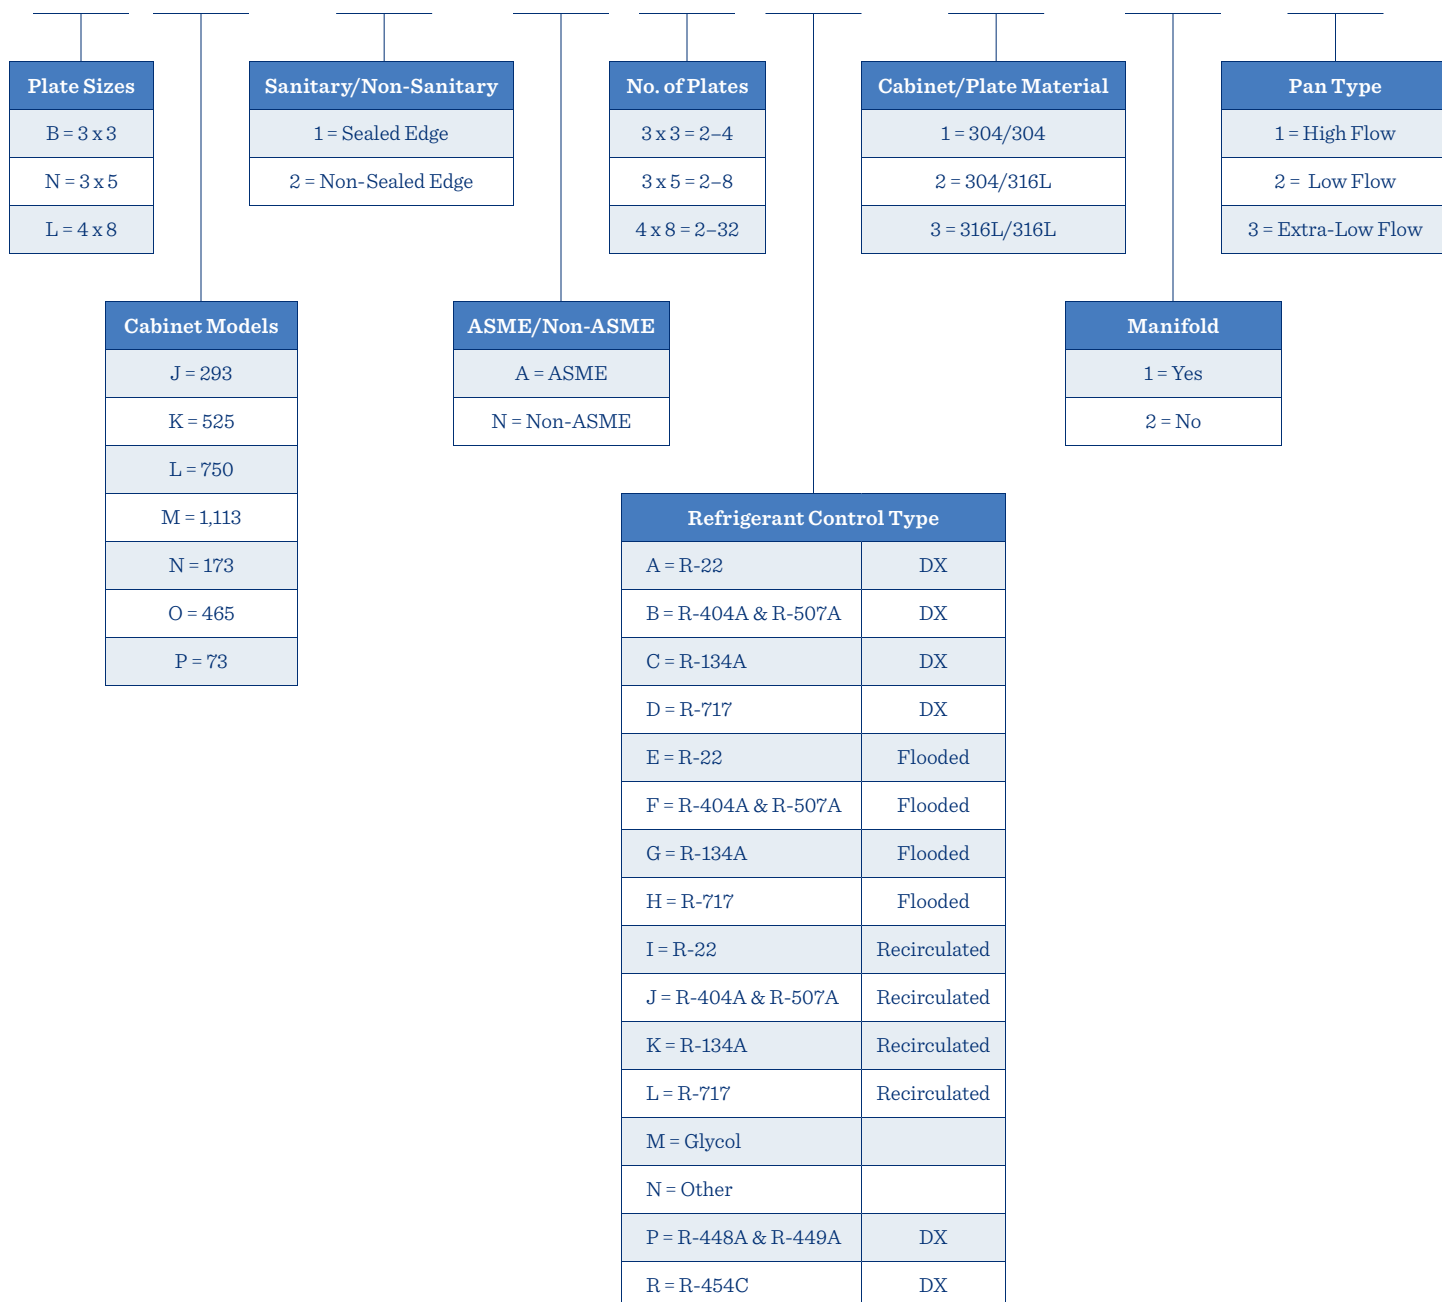 Plate Sizes
B = 3 x 3
N = 3 x 5
L = 4 x 8
Sanitary/Non-Sanitary
1 = Sealed Edge
2 = Non-Sealed Edge
No. of Plates
3 x 3 = 2–4
3 x 5 = 2–8
4 x 8 = 2–32
Cabinet/Plate Material
1 = 304/304
2 = 304/316L
3 = 316L/316L
Pan Type
1 = High Flow
2 = Low Flow
3 = Extra-Low Flow
Cabinet Models
J = 293
K = 525
L = 750
M = 1,113
N = 173
O = 465
P = 73
ASME/Non-ASME
A = ASME
N = Non-ASME
Manifold
1 = Yes
2 = No
Refrigerant Control Type
A = R-22 DX
B = R-404A & R-507A DX
C = R-134A DX
D = R-717 DX
E = R-22 Flooded
F = R-404A & R-507A Flooded
G = R-134A Flooded
H = R-717 Flooded
I = R-22 Recirculated
J = R-404A & R-507A Recirculated
K = R-134A Recirculated
L = R-717 Recirculated
M = Glycol
N = Other
P = R-448A & R-449A DX
R = R-454C DX